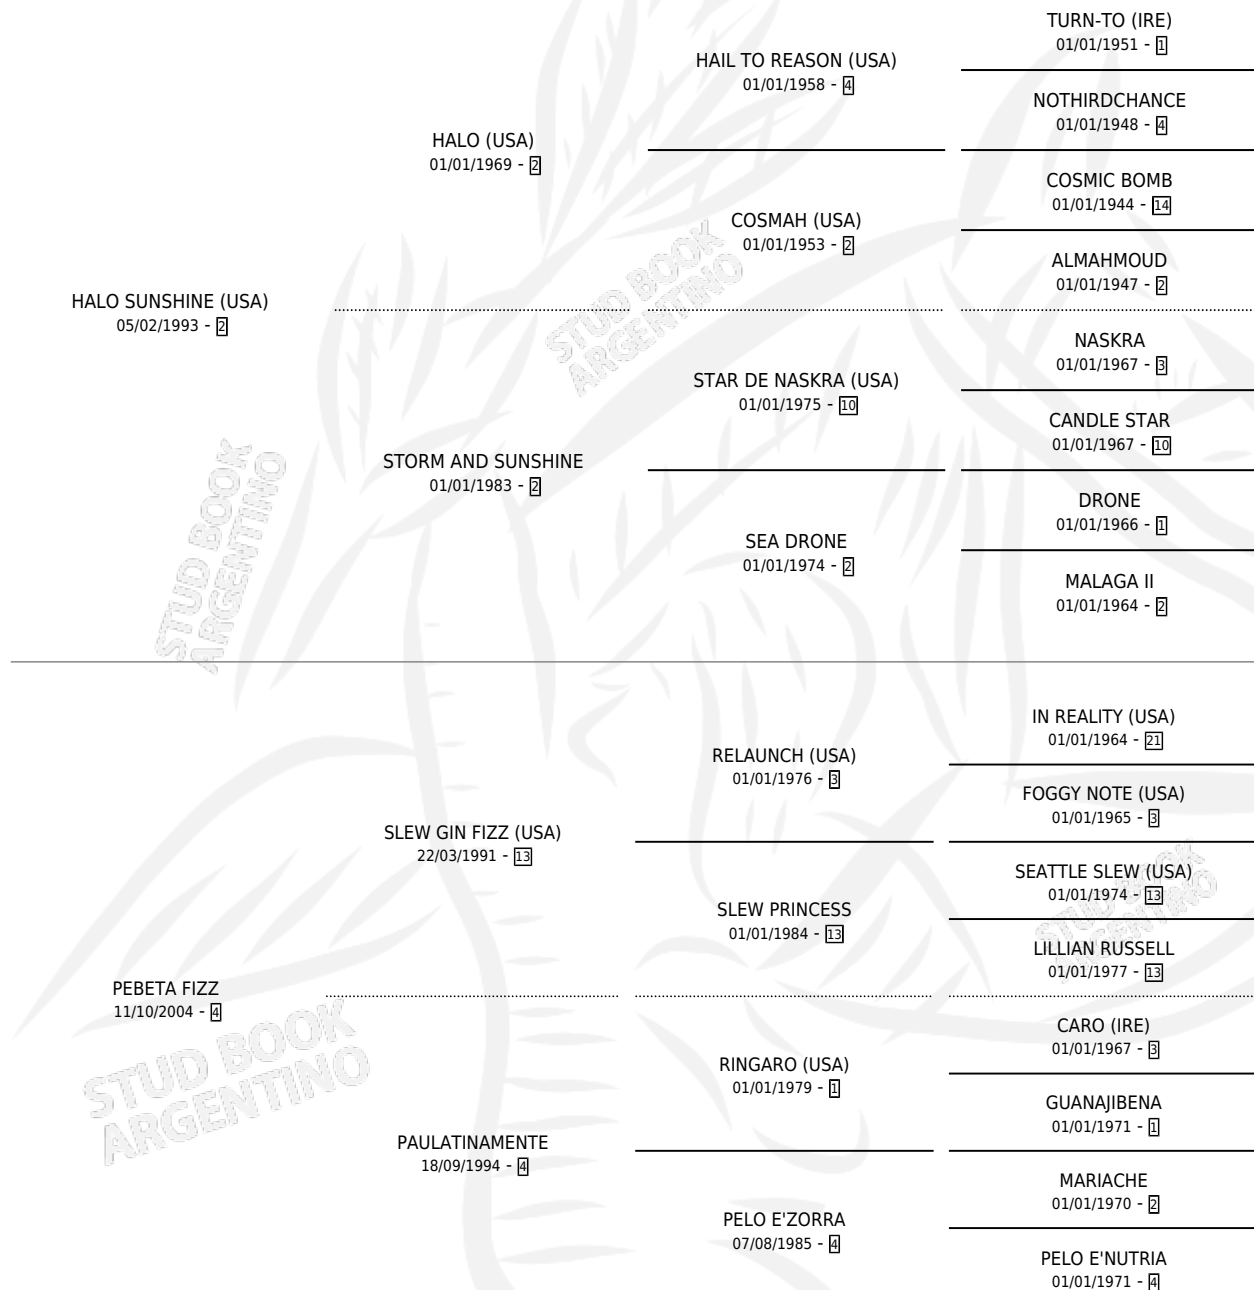 TURN-TO (IRE)
01/01/1951 - 1
HAIL TO REASON (USA)
01/01/1958 - 4
NOTHIRDCHANCE
01/01/1948 - 4
HALO (USA)
01/01/1969 - 2
COSMIC BOMB
01/01/1944 - 14
COSMAH (USA)
01/01/1953 - 2
ALMAHMOUD
01/01/1947 - 2
HALO SUNSHINE (USA)
05/02/1993 - 2
STUD BOOK
ARGENTINO
NASKRA
01/01/1967 - 3
STAR DE NASKRA (USA)
01/01/1975 - 10
CANDLE STAR
01/01/1967 - 10
STORM AND SUNSHINE
01/01/1983 - 2
DRONE
01/01/1966 - 1
SEA DRONE
01/01/1974 - 2
MALAGA II
01/01/1964 - 2
STUD BOOK
ARGENTINO
IN REALITY (USA)
01/01/1964 - 21
RELAUNCH (USA)
01/01/1976 - 3
FOGGY NOTE (USA)
01/01/1965 - 3
SLEW GIN FIZZ (USA)
22/03/1991 - 13
SEATTLE SLEW (USA)
01/01/1974 - 13
SLEW PRINCESS
01/01/1984 - 13
STUD BOOK
ARGENTINO
LILLIAN RUSSELL
01/01/1977 - 13
PEBETA FIZZ
11/10/2004 - 4
STUD BOOK
ARGENTINO
CARO (IRE)
01/01/1967 - 3
RINGARO (USA)
01/01/1979 - 1
GUANAJIBENA
01/01/1971 - 1
PAULATINAMENTE
18/09/1994 - 4
MARIACHE
01/01/1970 - 2
PELO E'ZORRA
07/08/1985 - 4
PELO E'NUTRIA
01/01/1971 - 4